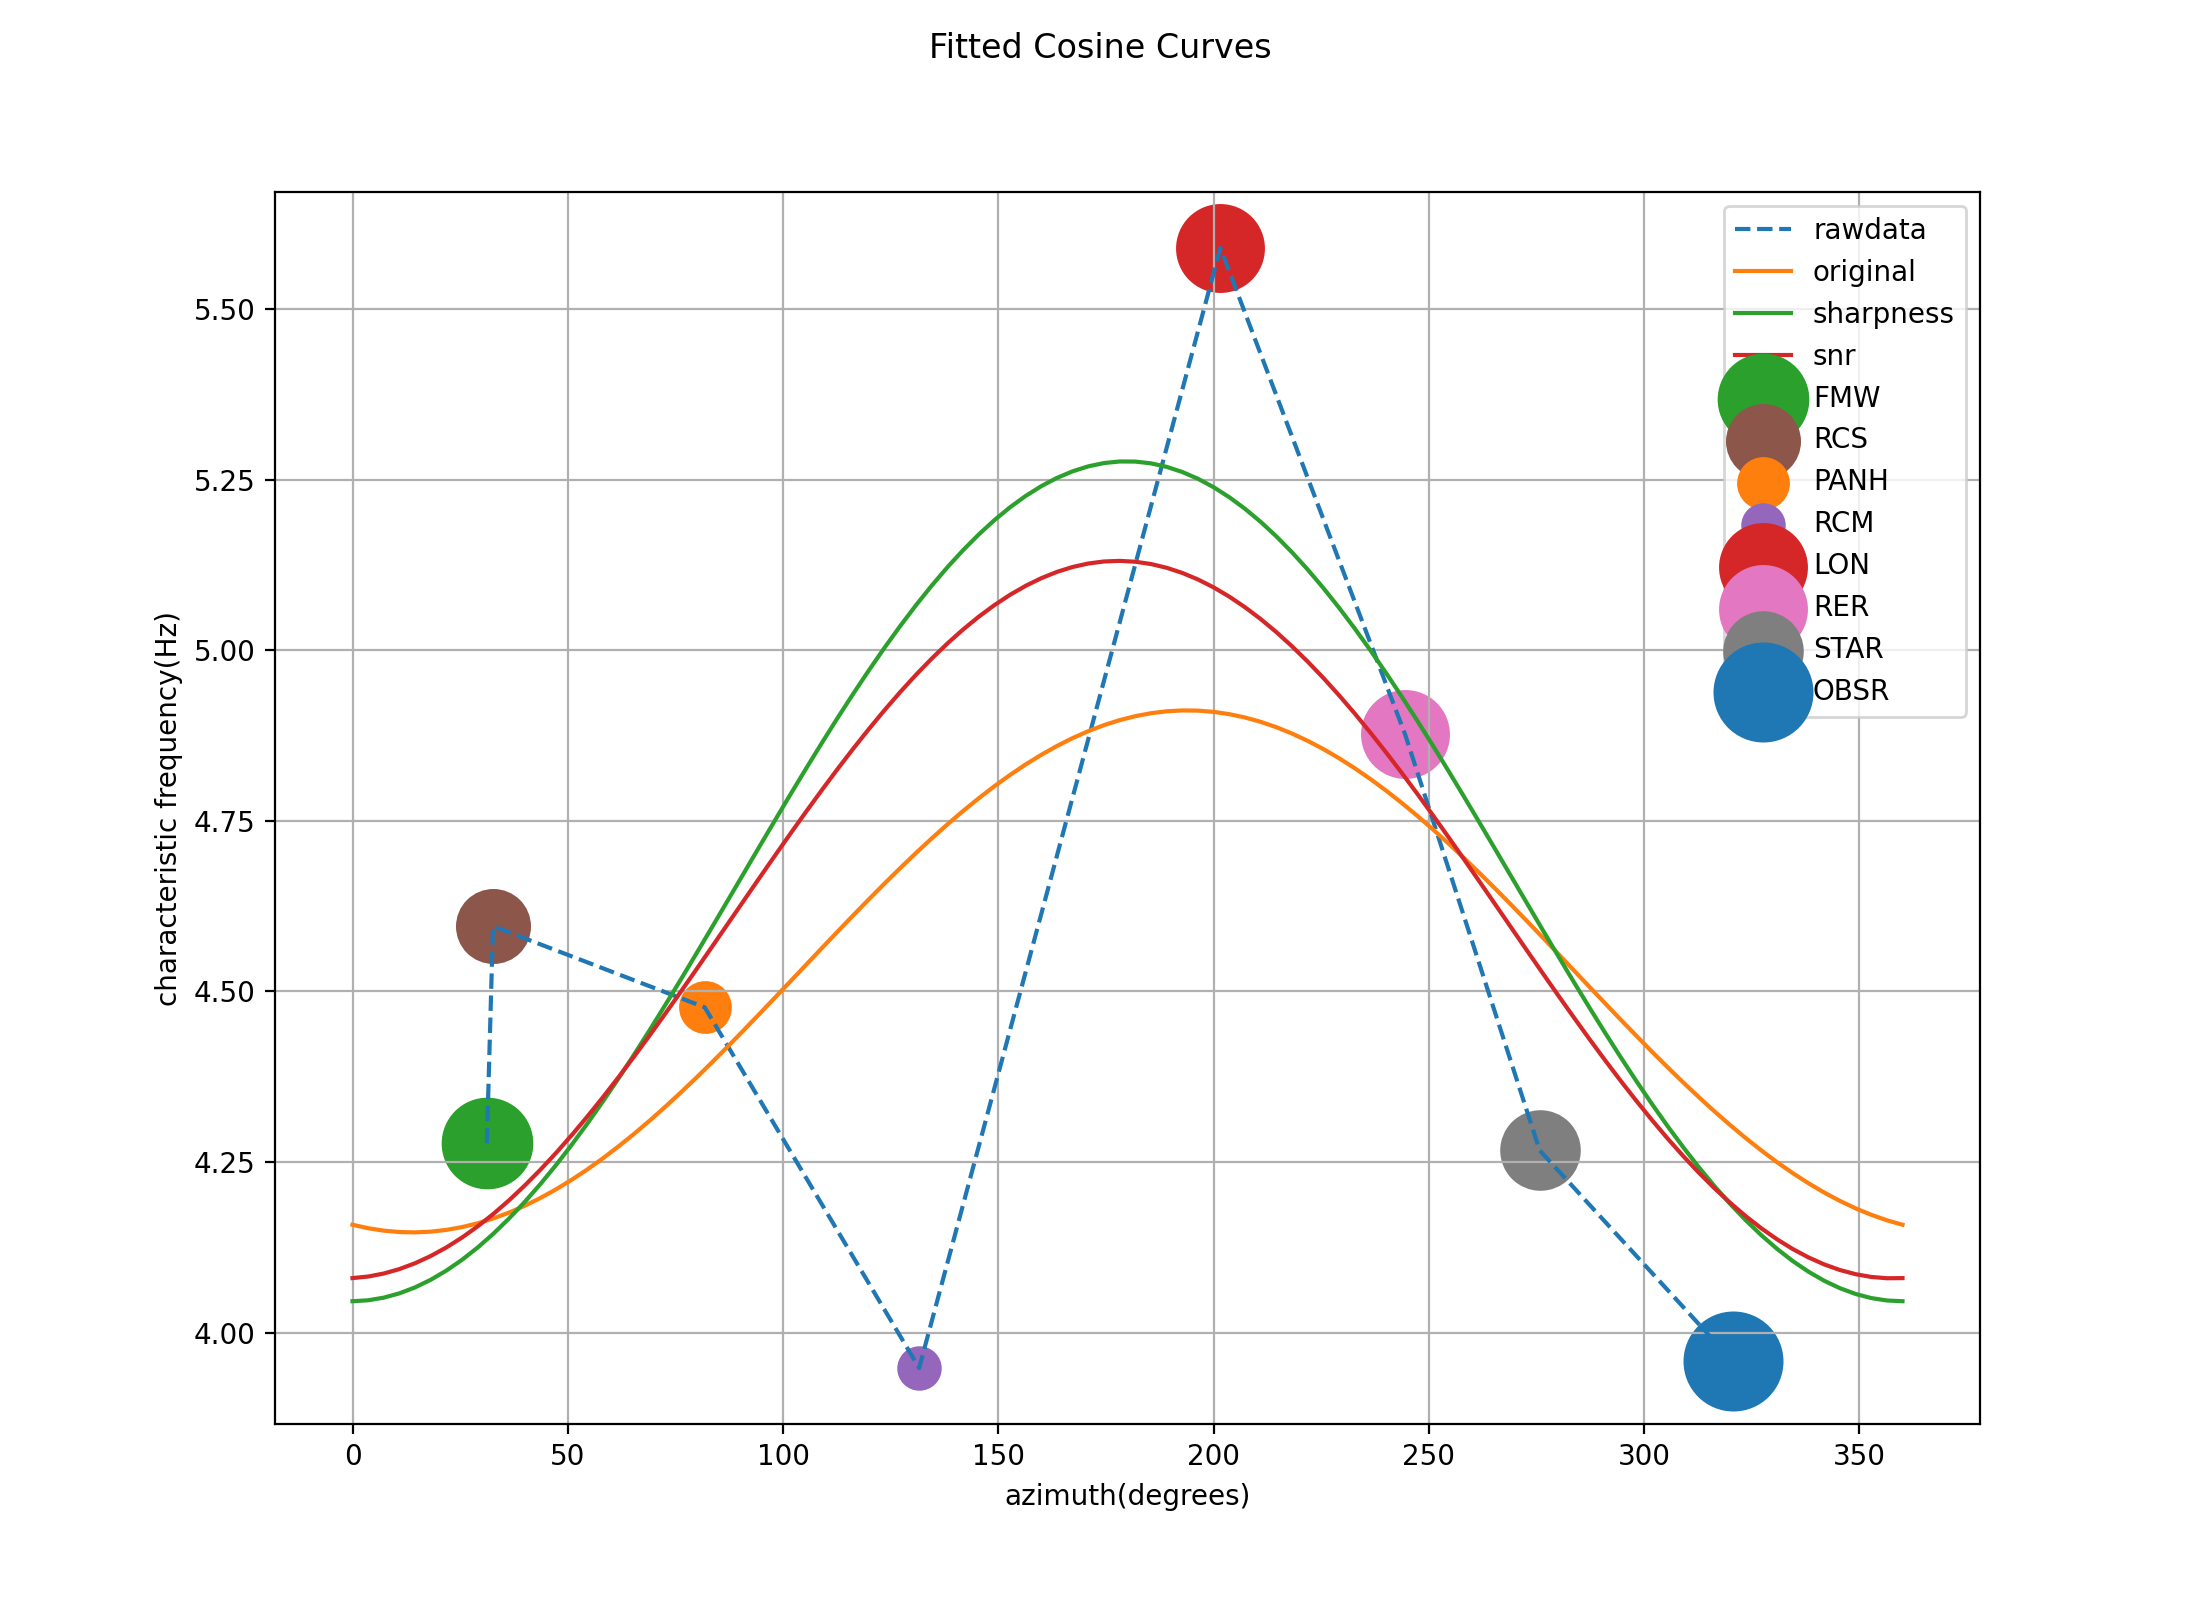 Fitted Cosine Curves
rawdata
original
sharpness
snr
FMW
RCS
PANH
RCM
LON
RER
STAR
OBSR
characteristic frequency(Hz)
5.50
5.25
5.00
4.75
4.50
4.25
4.00
0 50 100 150 200 250 300 350
azimuth(degrees)